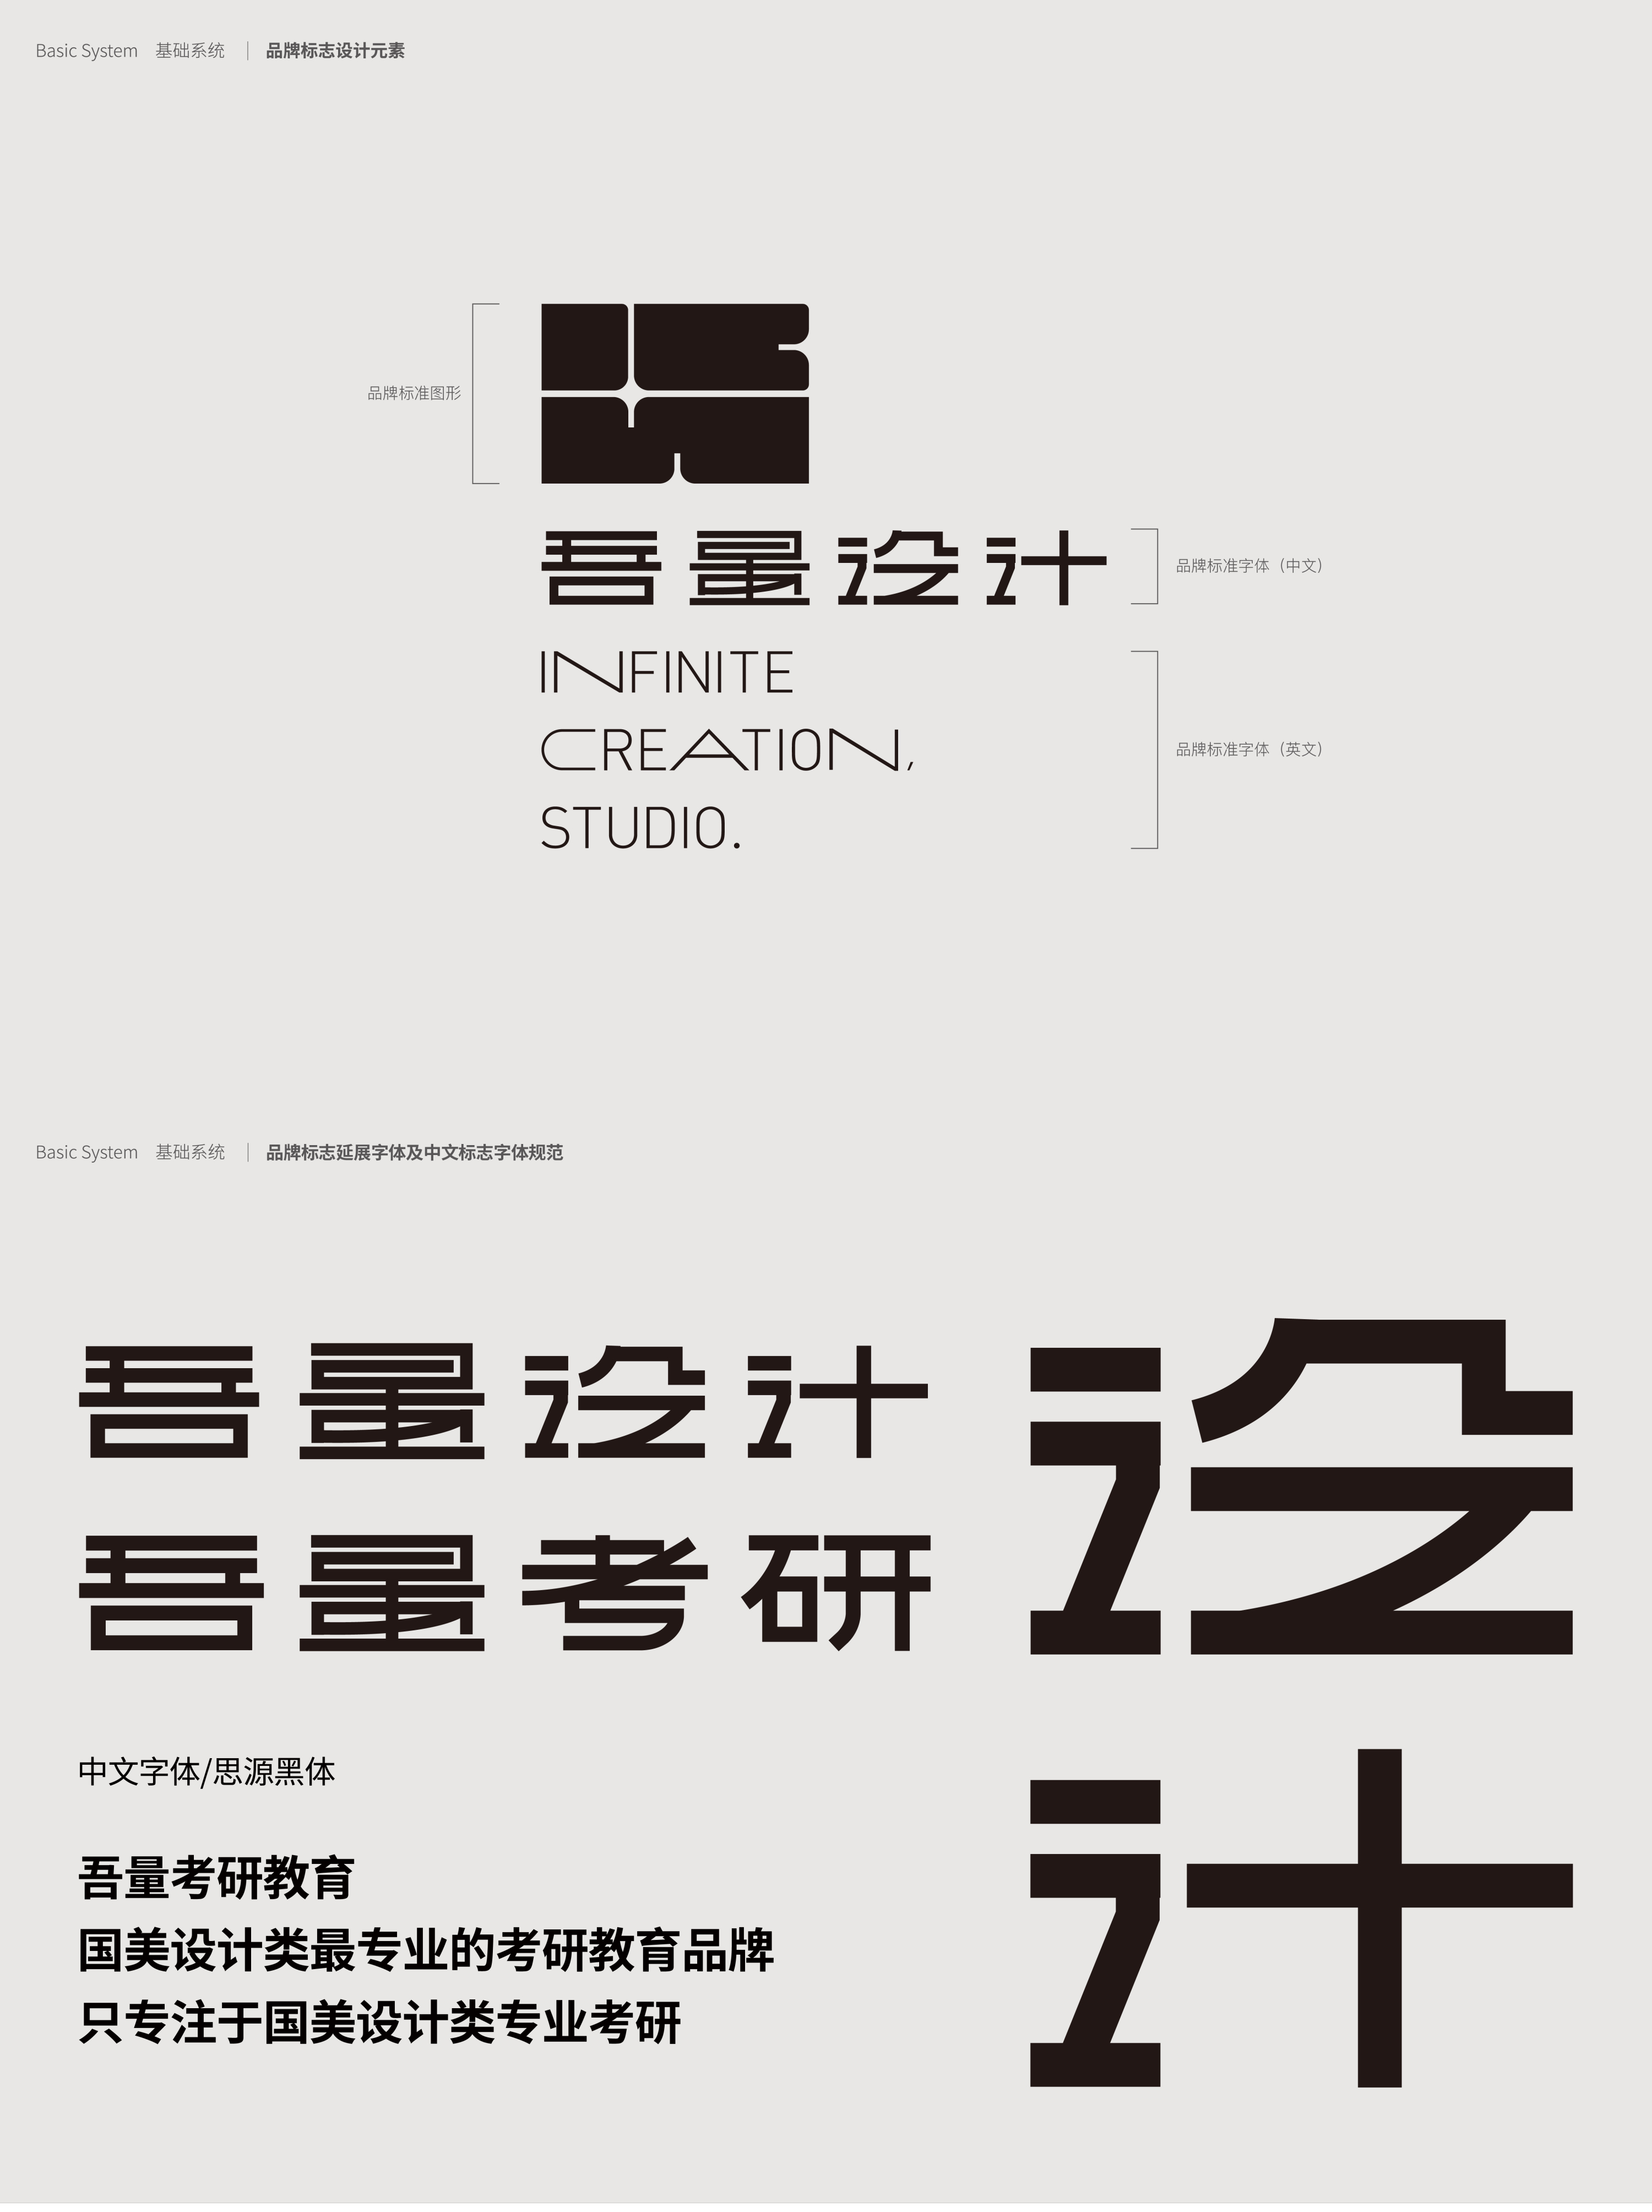 Basic System 基础系统 | 品牌标志设计元素
品牌标准图形
吾量设计
品牌标准字体（中文）
INFINITE
CREATION,
STUDIO.
品牌标准字体（英文）
Basic System 基础系统 | 品牌标志延展字体及中文标志字体规范
吾量设计
吾量考研
设
计
中文字体/思源黑体
吾量考研教育
国美设计类最专业的考研教育品牌
只专注于国美设计类专业考研